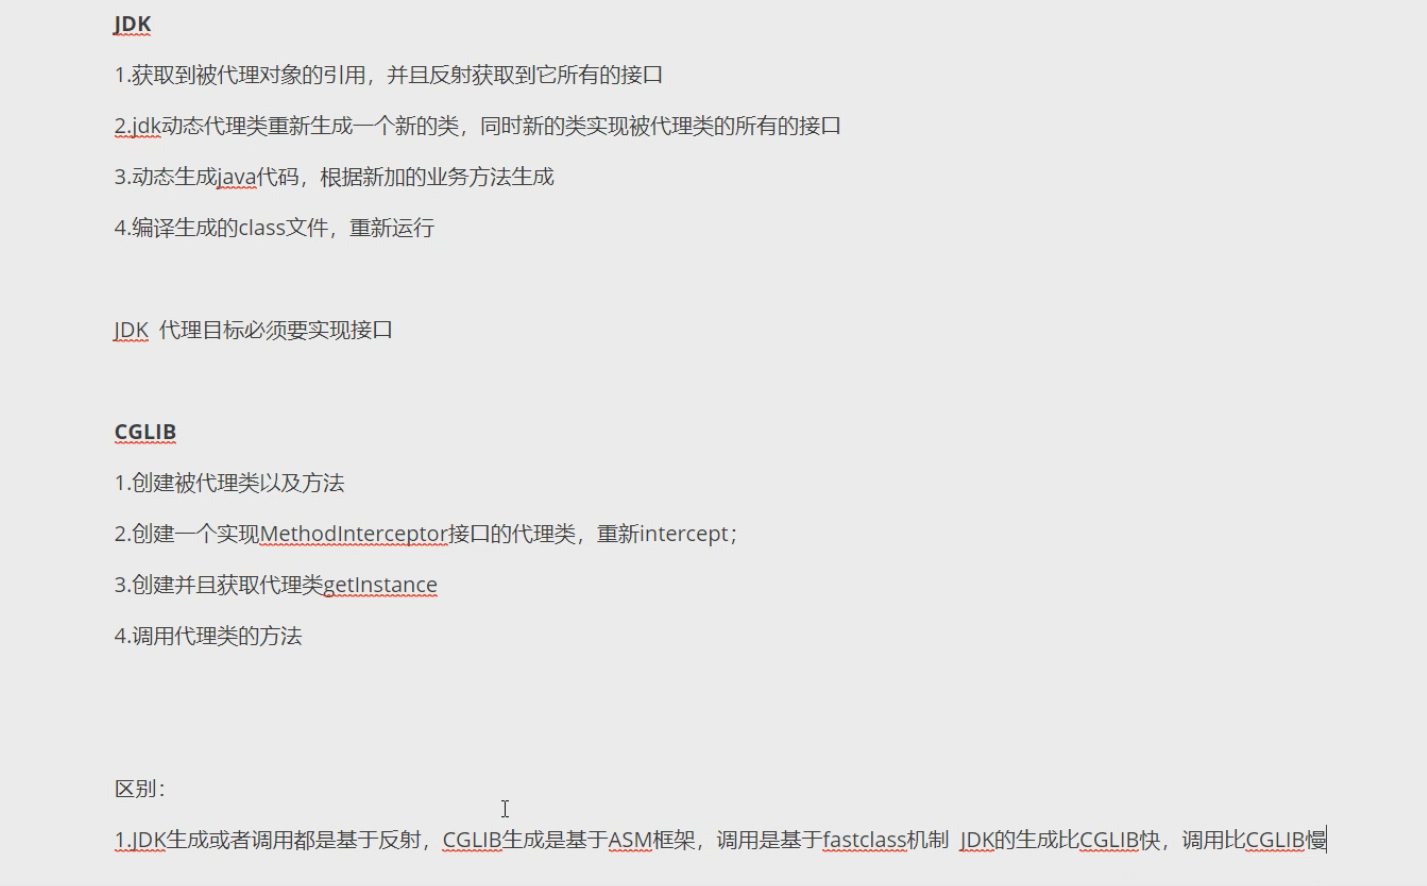 JDK
1.获取到被代理对象的引用，并且反射获取到它所有的接口
2.jdk动态代理类重新生成一个新的类，同时新的类实现被代理类的所有的接口
3.动态生成java代码，根据新加的业务方法生成
4.编译生成的class文件，重新运行
JDK 代理目标必须要实现接口
CGLIB
1.创建被代理类以及方法
2.创建一个实现MethodInterceptor接口的代理类，重新intercept；
3.创建并且获取代理类getInstance
4.调用代理类的方法
区别：
1.JDK生成或者调用都是基于反射，CGLIB生成是基于ASM框架，调用是基于fastclass机制 JDK的生成比CGLIB快，调用比CGLIB慢